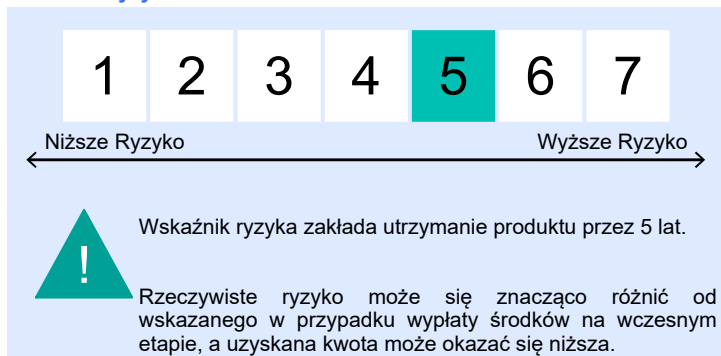 1 2 3 4 5 6 7
Niższe Ryzyko Wyższe Ryzyko
!
Wskaźnik ryzyka zakłada utrzymanie produktu przez 5 lat.
Rzeczywiste ryzyko może się znacząco różnić od
wskazanego w przypadku wypłaty środków na wczesnym
etapie, a uzyskana kwota może okazać się niższa.